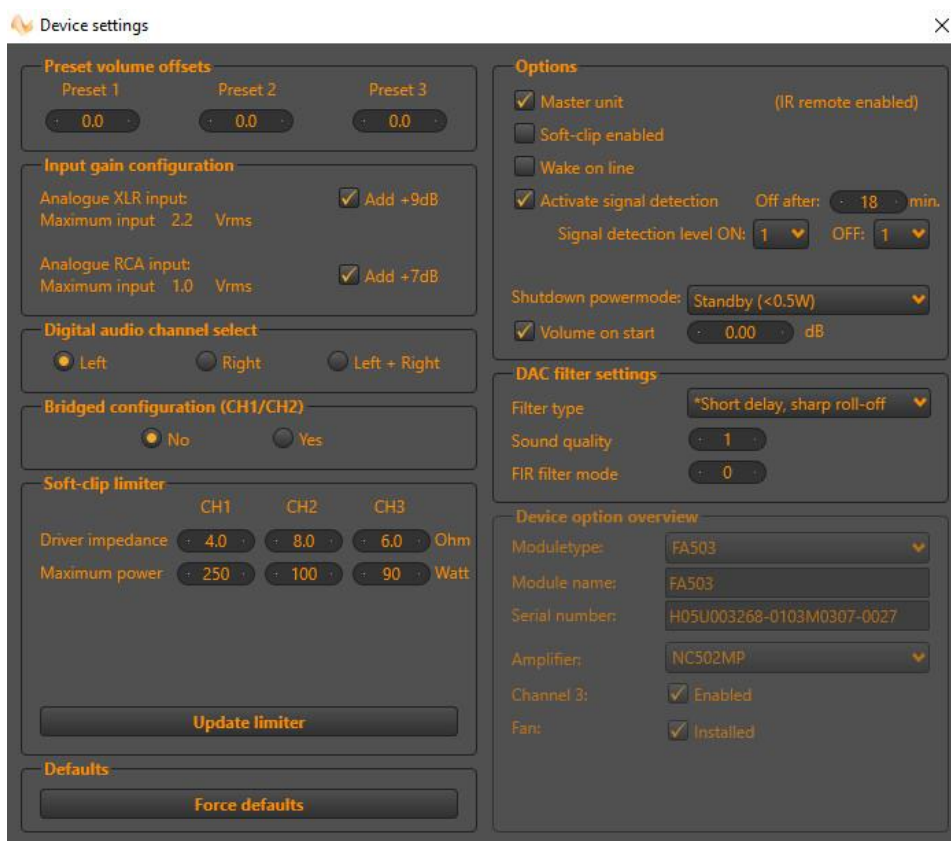 Device settings
Preset volume offsets
Preset 1 Preset 2 Preset 3
0.0 0.0 0.0
Input gain configuration
Analogue XLR input:
Maximum input 2.2 Vrms
Add +9dB
Analogue RCA input:
Maximum input 1.0 Vrms
Add +7dB
Digital audio channel select
Left Right Left + Right
Bridged configuration (CH1/CH2)
No Yes
Soft-clip limiter
CH1 CH2 CH3
Driver impedance 4.0 8.0 6.0 Ohm
Maximum power 250 100 90 Watt
Update limiter
Defaults
Force defaults
Options
Master unit (IR remote enabled)
Soft-clip enabled
Wake on line
Activate signal detection Off after: 18 min.
Signal detection level ON: 1 OFF: 1
Shutdown powermode: Standby (<0.5W)
Volume on start 0.00 dB
DAC filter settings
Filter type *Short delay, sharp roll-off
Sound quality 1
FIR filter mode 0
Device option overview
Moduletype: FA503
Module name: FA503
Serial number: H05U003268-0103M0307-0027
Amplifier: NC502MP
Channel 3: Enabled
Fan: Installed